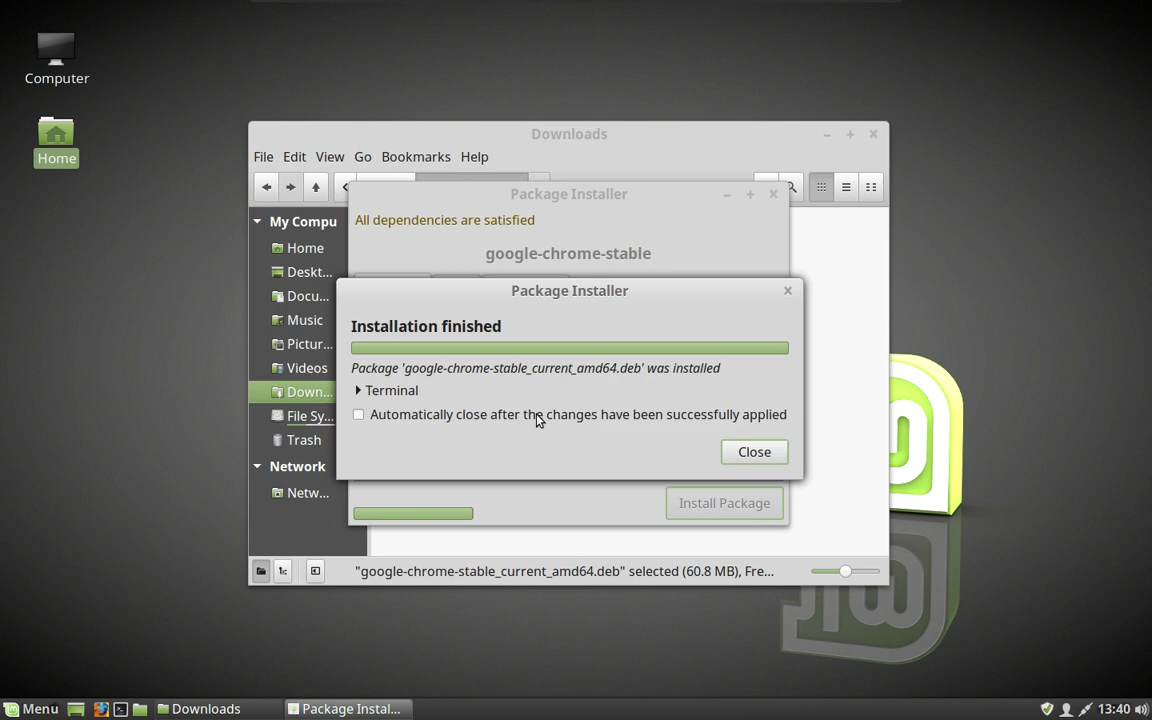 Computer
Home
Downloads
File Edit View Go Bookmarks Help
Package Installer
All dependencies are satisfied
google-chrome-stable
My Compu
Home
Deskt...
Docu...
Music
Pictur...
Videos
Down...
File Sy...
Trash
Network
Netw...
Package Installer
Installation finished
Package 'google-chrome-stable_current_amd64.deb' was installed
Terminal
Automatically close after the changes have been successfully applied
Close
Install Package
"google-chrome-stable_current_amd64.deb" selected (60.8 MB), Fre...
Menu Downloads Package Instal... 13:40